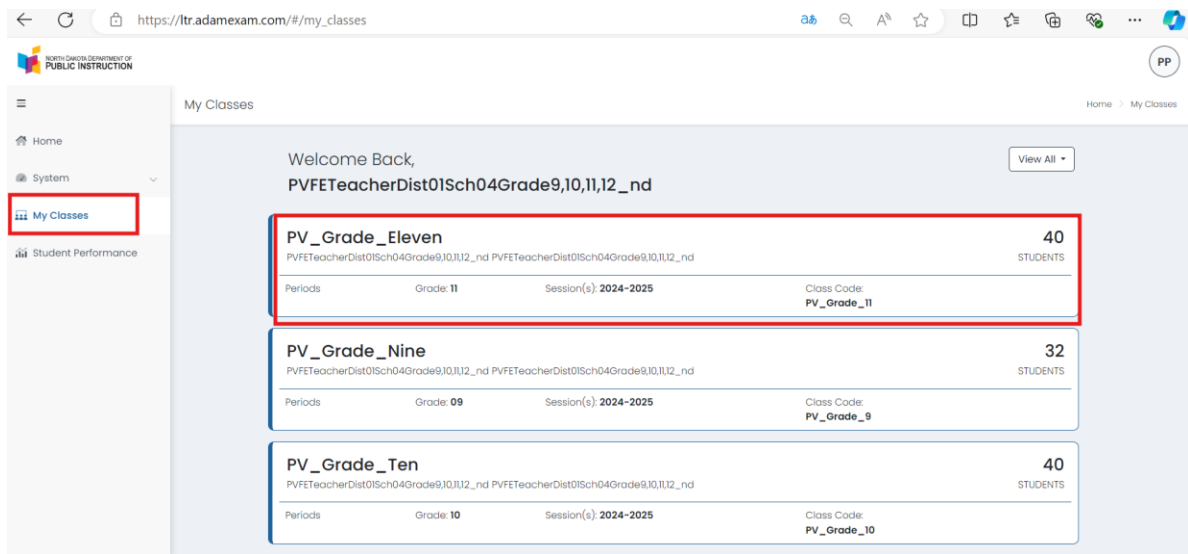 https://ltr.adamexam.com/#/my_classes
NORTH DAKOTA DEPARTMENT OF
PUBLIC INSTRUCTION
PP
My Classes
Home > My Classes
Home
System
My Classes
Student Performance
Welcome Back,
View All
PVFETeacherDist01Sch04Grade9,10,11,12_nd
PV_Grade_Eleven 40
PVFETeacherDist01Sch04Grade9,10,11,12_nd PVFETeacherDist01Sch04Grade9,10,11,12_nd STUDENTS
Periods Grade: 11 Session(s): 2024-2025 Class Code:
PV_Grade_11
PV_Grade_Nine 32
PVFETeacherDist01Sch04Grade9,10,11,12_nd PVFETeacherDist01Sch04Grade9,10,11,12_nd STUDENTS
Periods Grade: 09 Session(s): 2024-2025 Class Code:
PV_Grade_9
PV_Grade_Ten 40
PVFETeacherDist01Sch04Grade9,10,11,12_nd PVFETeacherDist01Sch04Grade9,10,11,12_nd STUDENTS
Periods Grade: 10 Session(s): 2024-2025 Class Code:
PV_Grade_10